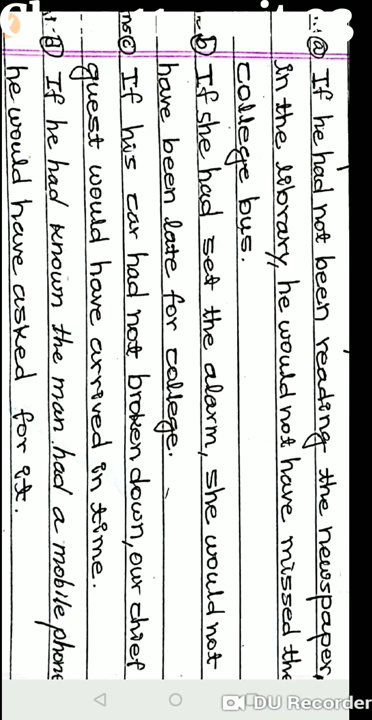 (a) If he had not been reading the newspaper,
in the library, he would not have missed the
college bus.
(b) If she had set the alarm, she would not
have been late for college.
(c) If his car had not broken down, our chief
guest would have arrived in time.
(d) If he had known the man had a mobile phone
he would have asked for it.
DU Recorder